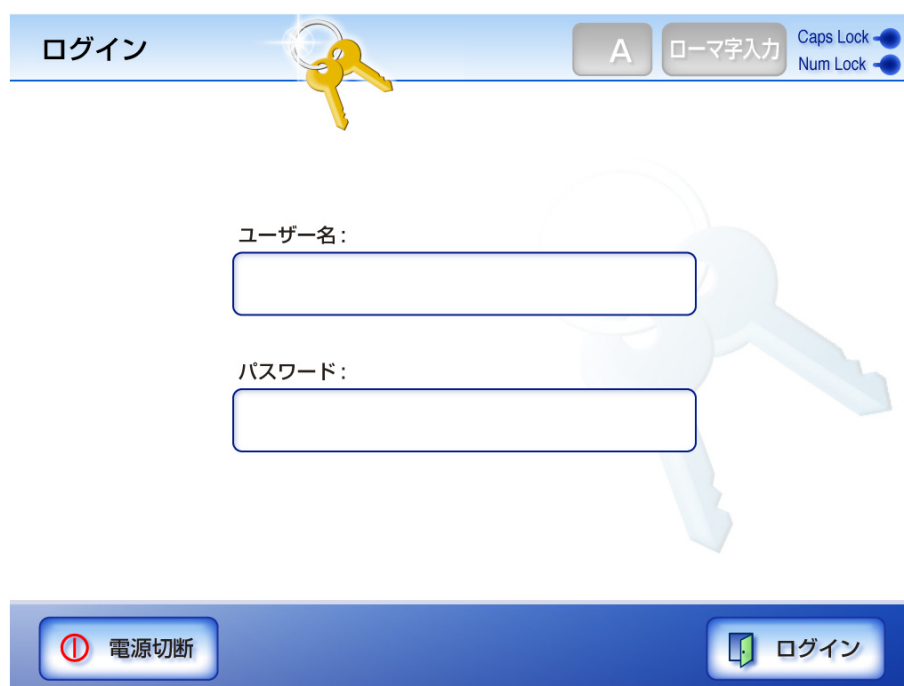 ログイン
A
ローマ字入力
Caps Lock
Num Lock
ユーザー名:
パスワード:
電源切断
ログイン